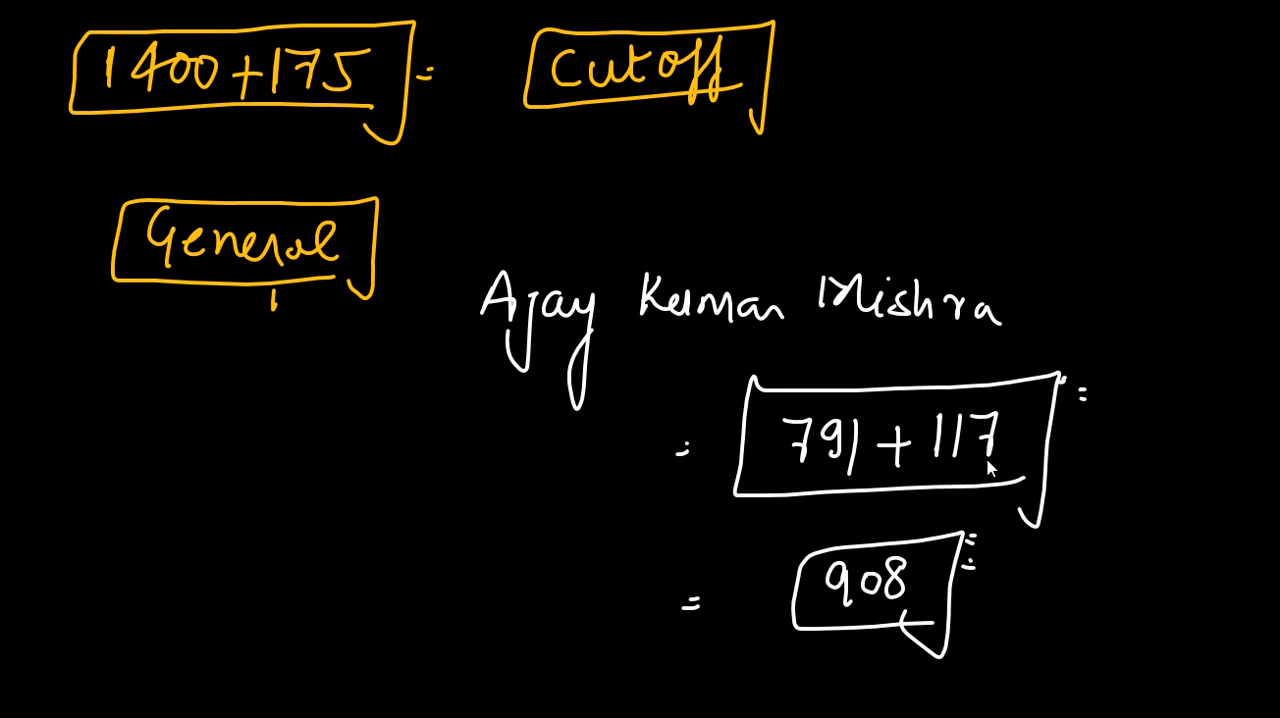 1400+175 = Cutoff
General
Ajay Kumar Mishra
= 791 + 117 =
= 908 =